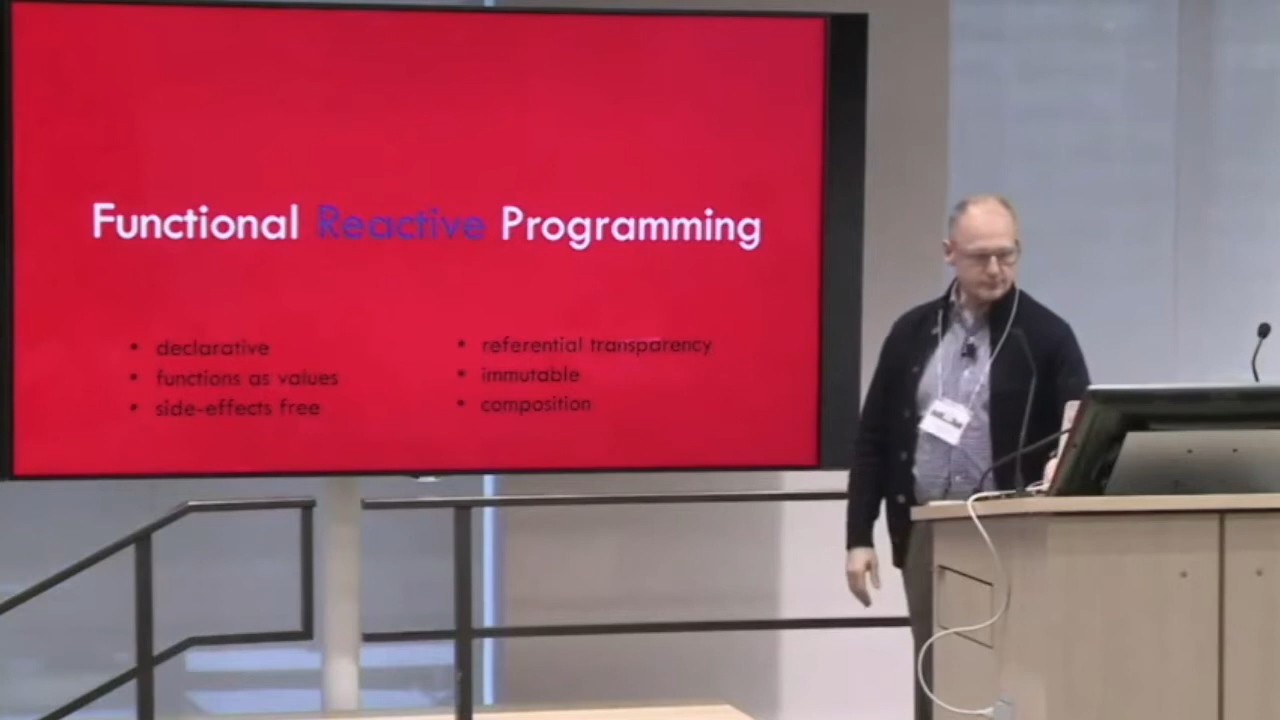 Functional Reactive Programming
• declarative
• functions as values
• side-effects free
• referential transparency
• immutable
• composition